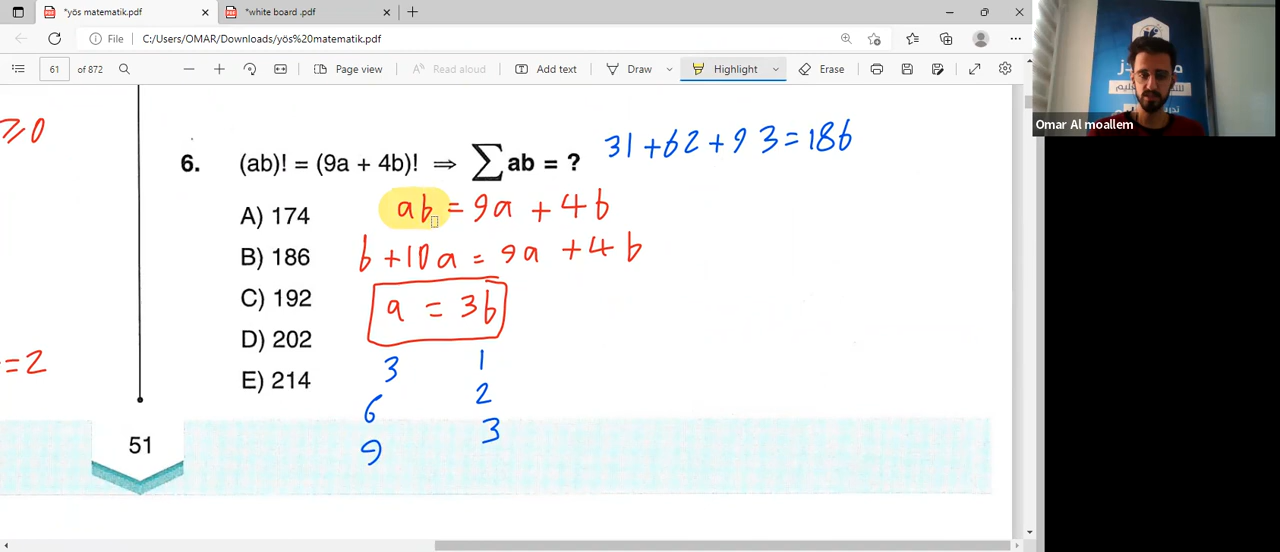 *yös matematik.pdf
*white board .pdf
File
C:/Users/OMAR/Downloads/yös%20matematik.pdf
61 of 872
Page view
Read aloud
Add text
Draw
Highlight
Erase
Omar Al moallem
≥0
6. (ab)! = (9a + 4b)! ⇒ ∑ab = ?
31+62+93=186
A) 174
B) 186
C) 192
D) 202
E) 214
ab = 9a + 4b
b + 10a = 9a + 4b
a = 3b
3 1
6 2
9 3
=2
51